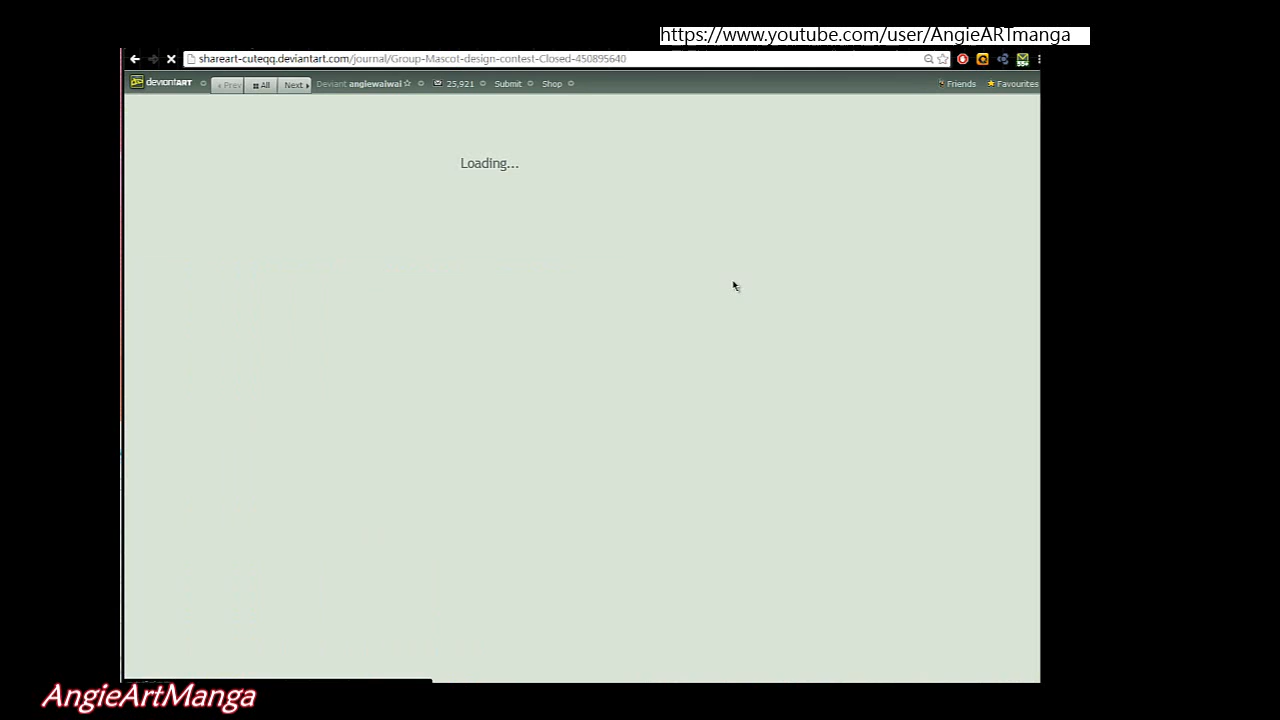 https://www.youtube.com/user/AngieARTmanga
shareart-cuteqq.deviantart.com/journal/Group-Mascot-design-contest-Closed-450895640
deviantART Prev All Next Deviant angiewaiwai 25,921 Submit Shop Friends Favourites
Loading...
AngieArtManga